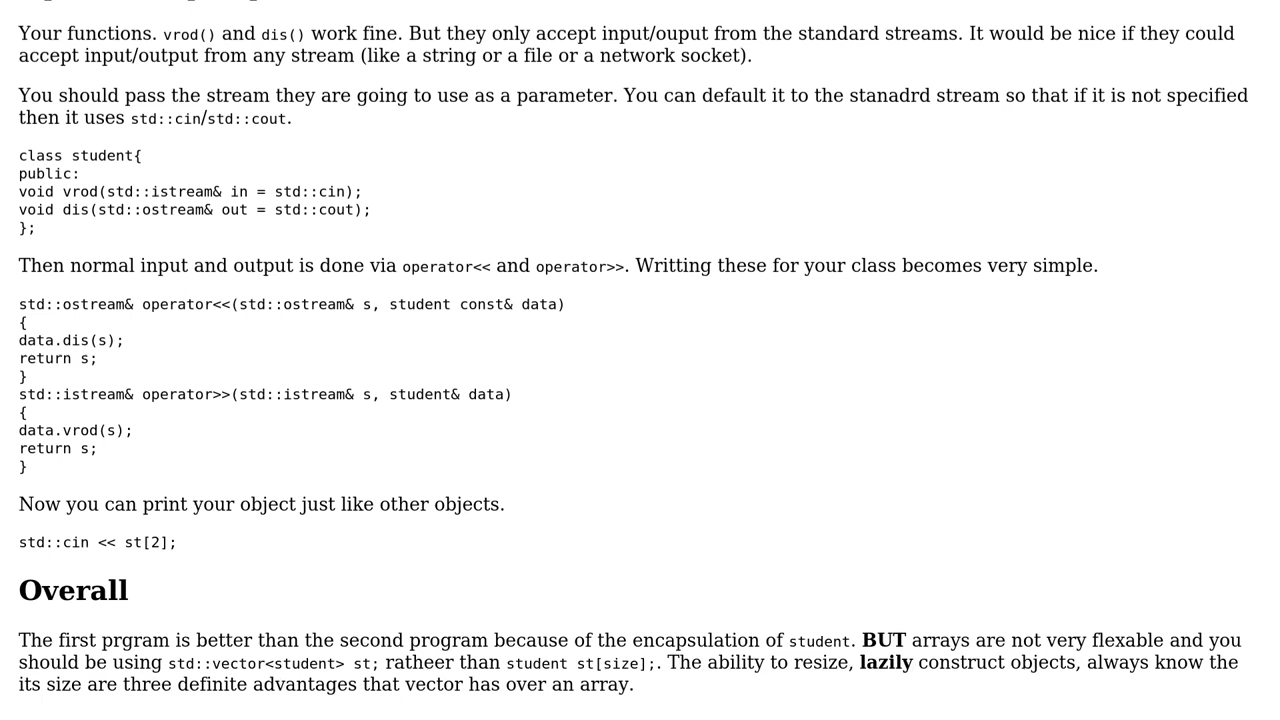 Your functions. vrod() and dis() work fine. But they only accept input/ouput from the standard streams. It would be nice if they could
accept input/output from any stream (like a string or a file or a network socket).
You should pass the stream they are going to use as a parameter. You can default it to the stanadrd stream so that if it is not specified
then it uses std::cin/std::cout.
class student{
public:
void vrod(std::istream& in = std::cin);
void dis(std::ostream& out = std::cout);
};
Then normal input and output is done via operator<< and operator>>. Writting these for your class becomes very simple.
std::ostream& operator<<(std::ostream& s, student const& data)
{
data.dis(s);
return s;
}
std::istream& operator>>(std::istream& s, student& data)
{
data.vrod(s);
return s;
}
Now you can print your object just like other objects.
std::cin << st[2];
Overall
The first prgram is better than the second program because of the encapsulation of student. BUT arrays are not very flexable and you
should be using std::vector<student> st; ratheer than student st[size];. The ability to resize, lazily construct objects, always know the
its size are three definite advantages that vector has over an array.